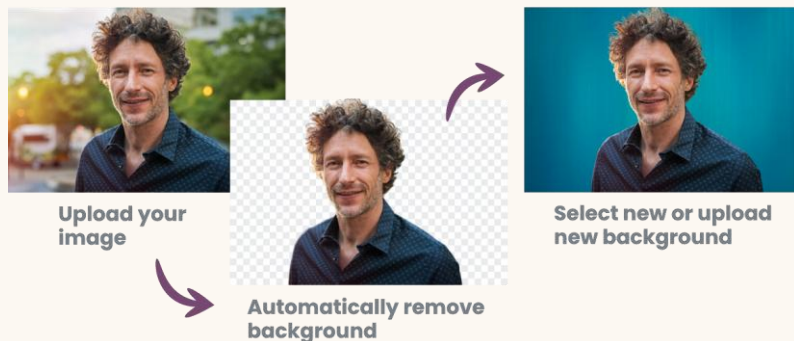 Upload your
image
Automatically remove
background
Select new or upload
new background